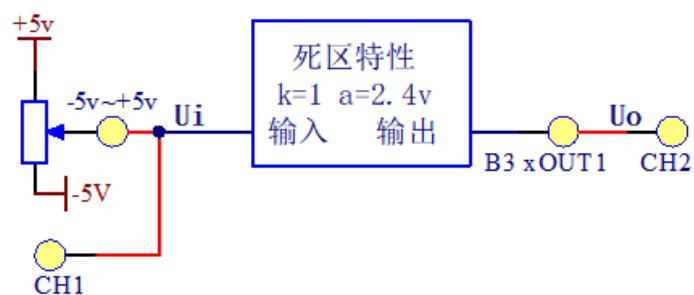 +5v
-5v~+5v
Ui
死区特性
k=1 a=2.4v
输入 输出
Uo
B3 xOUT1
CH2
-5V
CH1